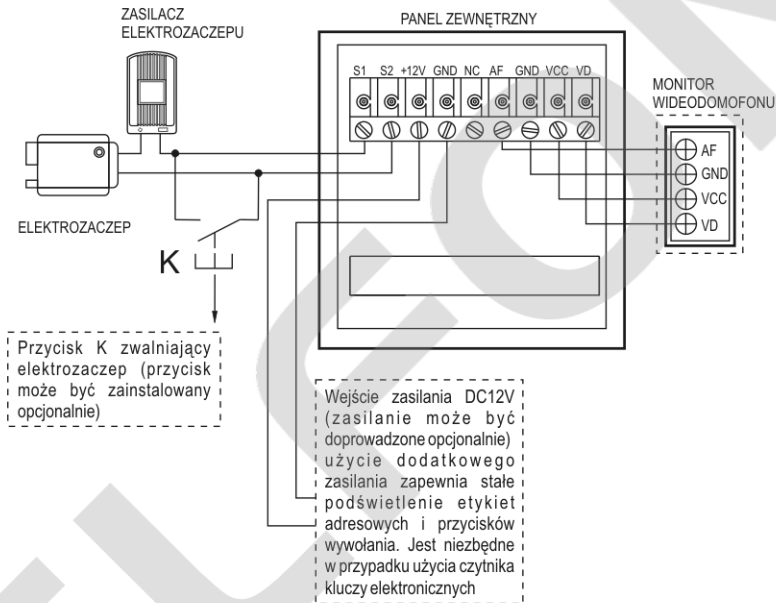 ZASILACZ
ELEKTROZACZEPU
PANEL ZEWNĘTRZNY
S1 S2 +12V GND NC AF GND VCC VD
MONITOR
WIDEODOMOFONU
AF
GND
VCC
VD
ELEKTROZACZEP
K
Przycisk K zwalniający
elektrozaczep (przycisk
może być zainstalowany
opcjonalnie)
Wejście zasilania DC12V
(zasilanie może być
doprowadzone opcjonalnie)
użycie dodatkowego
zasilania zapewnia stałe
podświetlenie etykiet
adresowych i przycisków
wywołania. Jest niezbędne
w przypadku użycia czytnika
kluczy elektronicznych